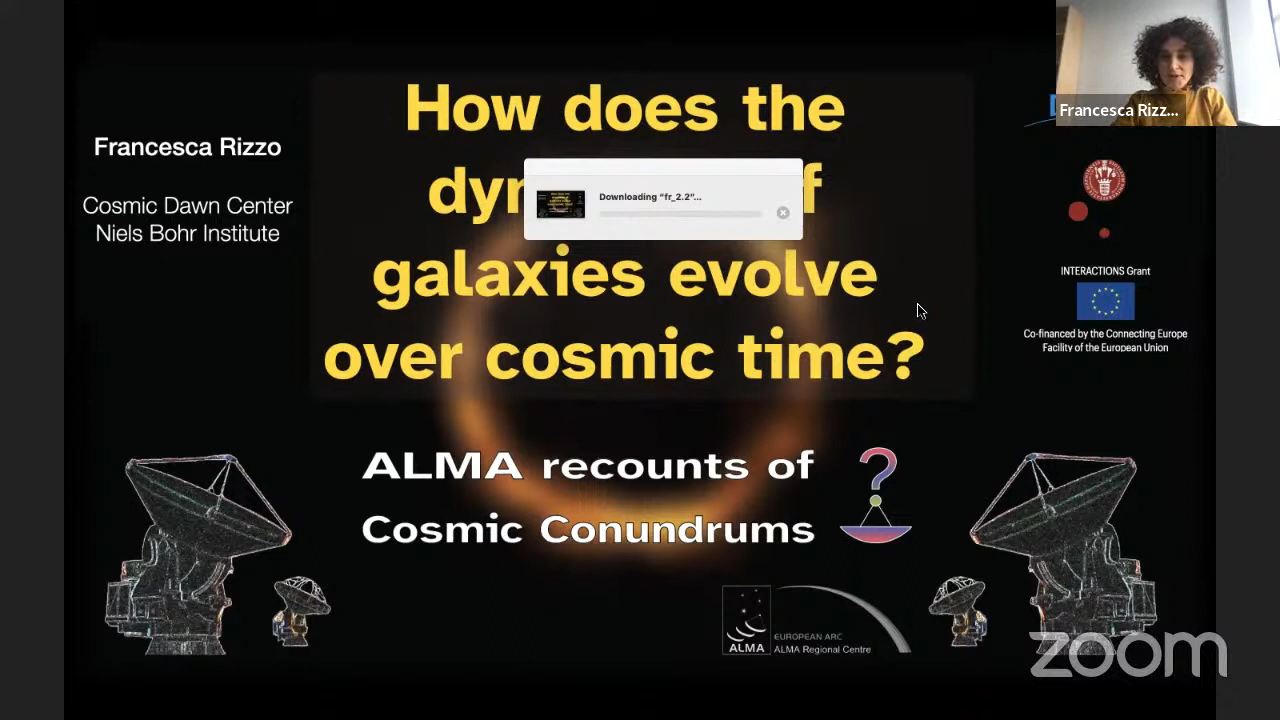 How does the
Francesca Rizz...
Francesca Rizzo
Cosmic Dawn Center
Niels Bohr Institute
Downloading “fr_2.2”...
galaxies evolve
over cosmic time?
INTERACTIONS Grant
Co-financed by the Connecting Europe
Facility of the European Union
ALMA recounts of
Cosmic Conundrums
?
ALMA
EUROPEAN ARC
ALMA Regional Centre
zoom